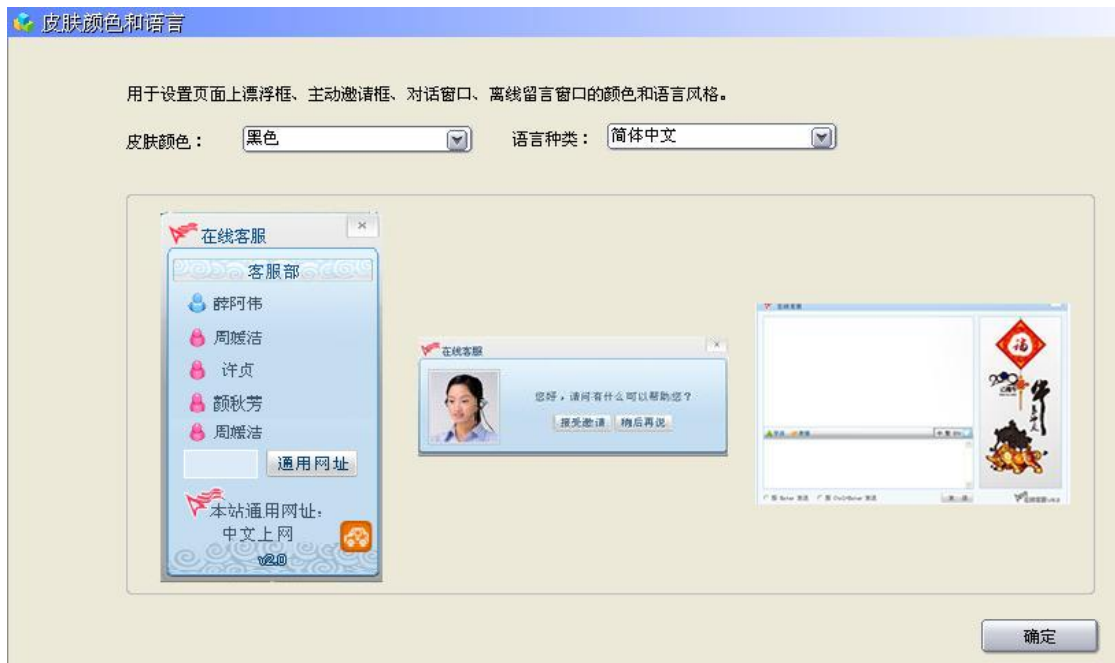 皮肤颜色和语言
用于设置页面上漂浮框、主动邀请框、对话窗口、离线留言窗口的颜色和语言风格。
皮肤颜色： 黑色 语言种类： 简体中文
在线客服
客服部
薛阿伟
周媛洁
许贞
颜秋芳
周媛洁
通用网址
本站通用网址：
中文上网
v2.0
在线客服
您好，请问有什么可以帮助您？
接受邀请 稍后再说
在线客服
福
确定